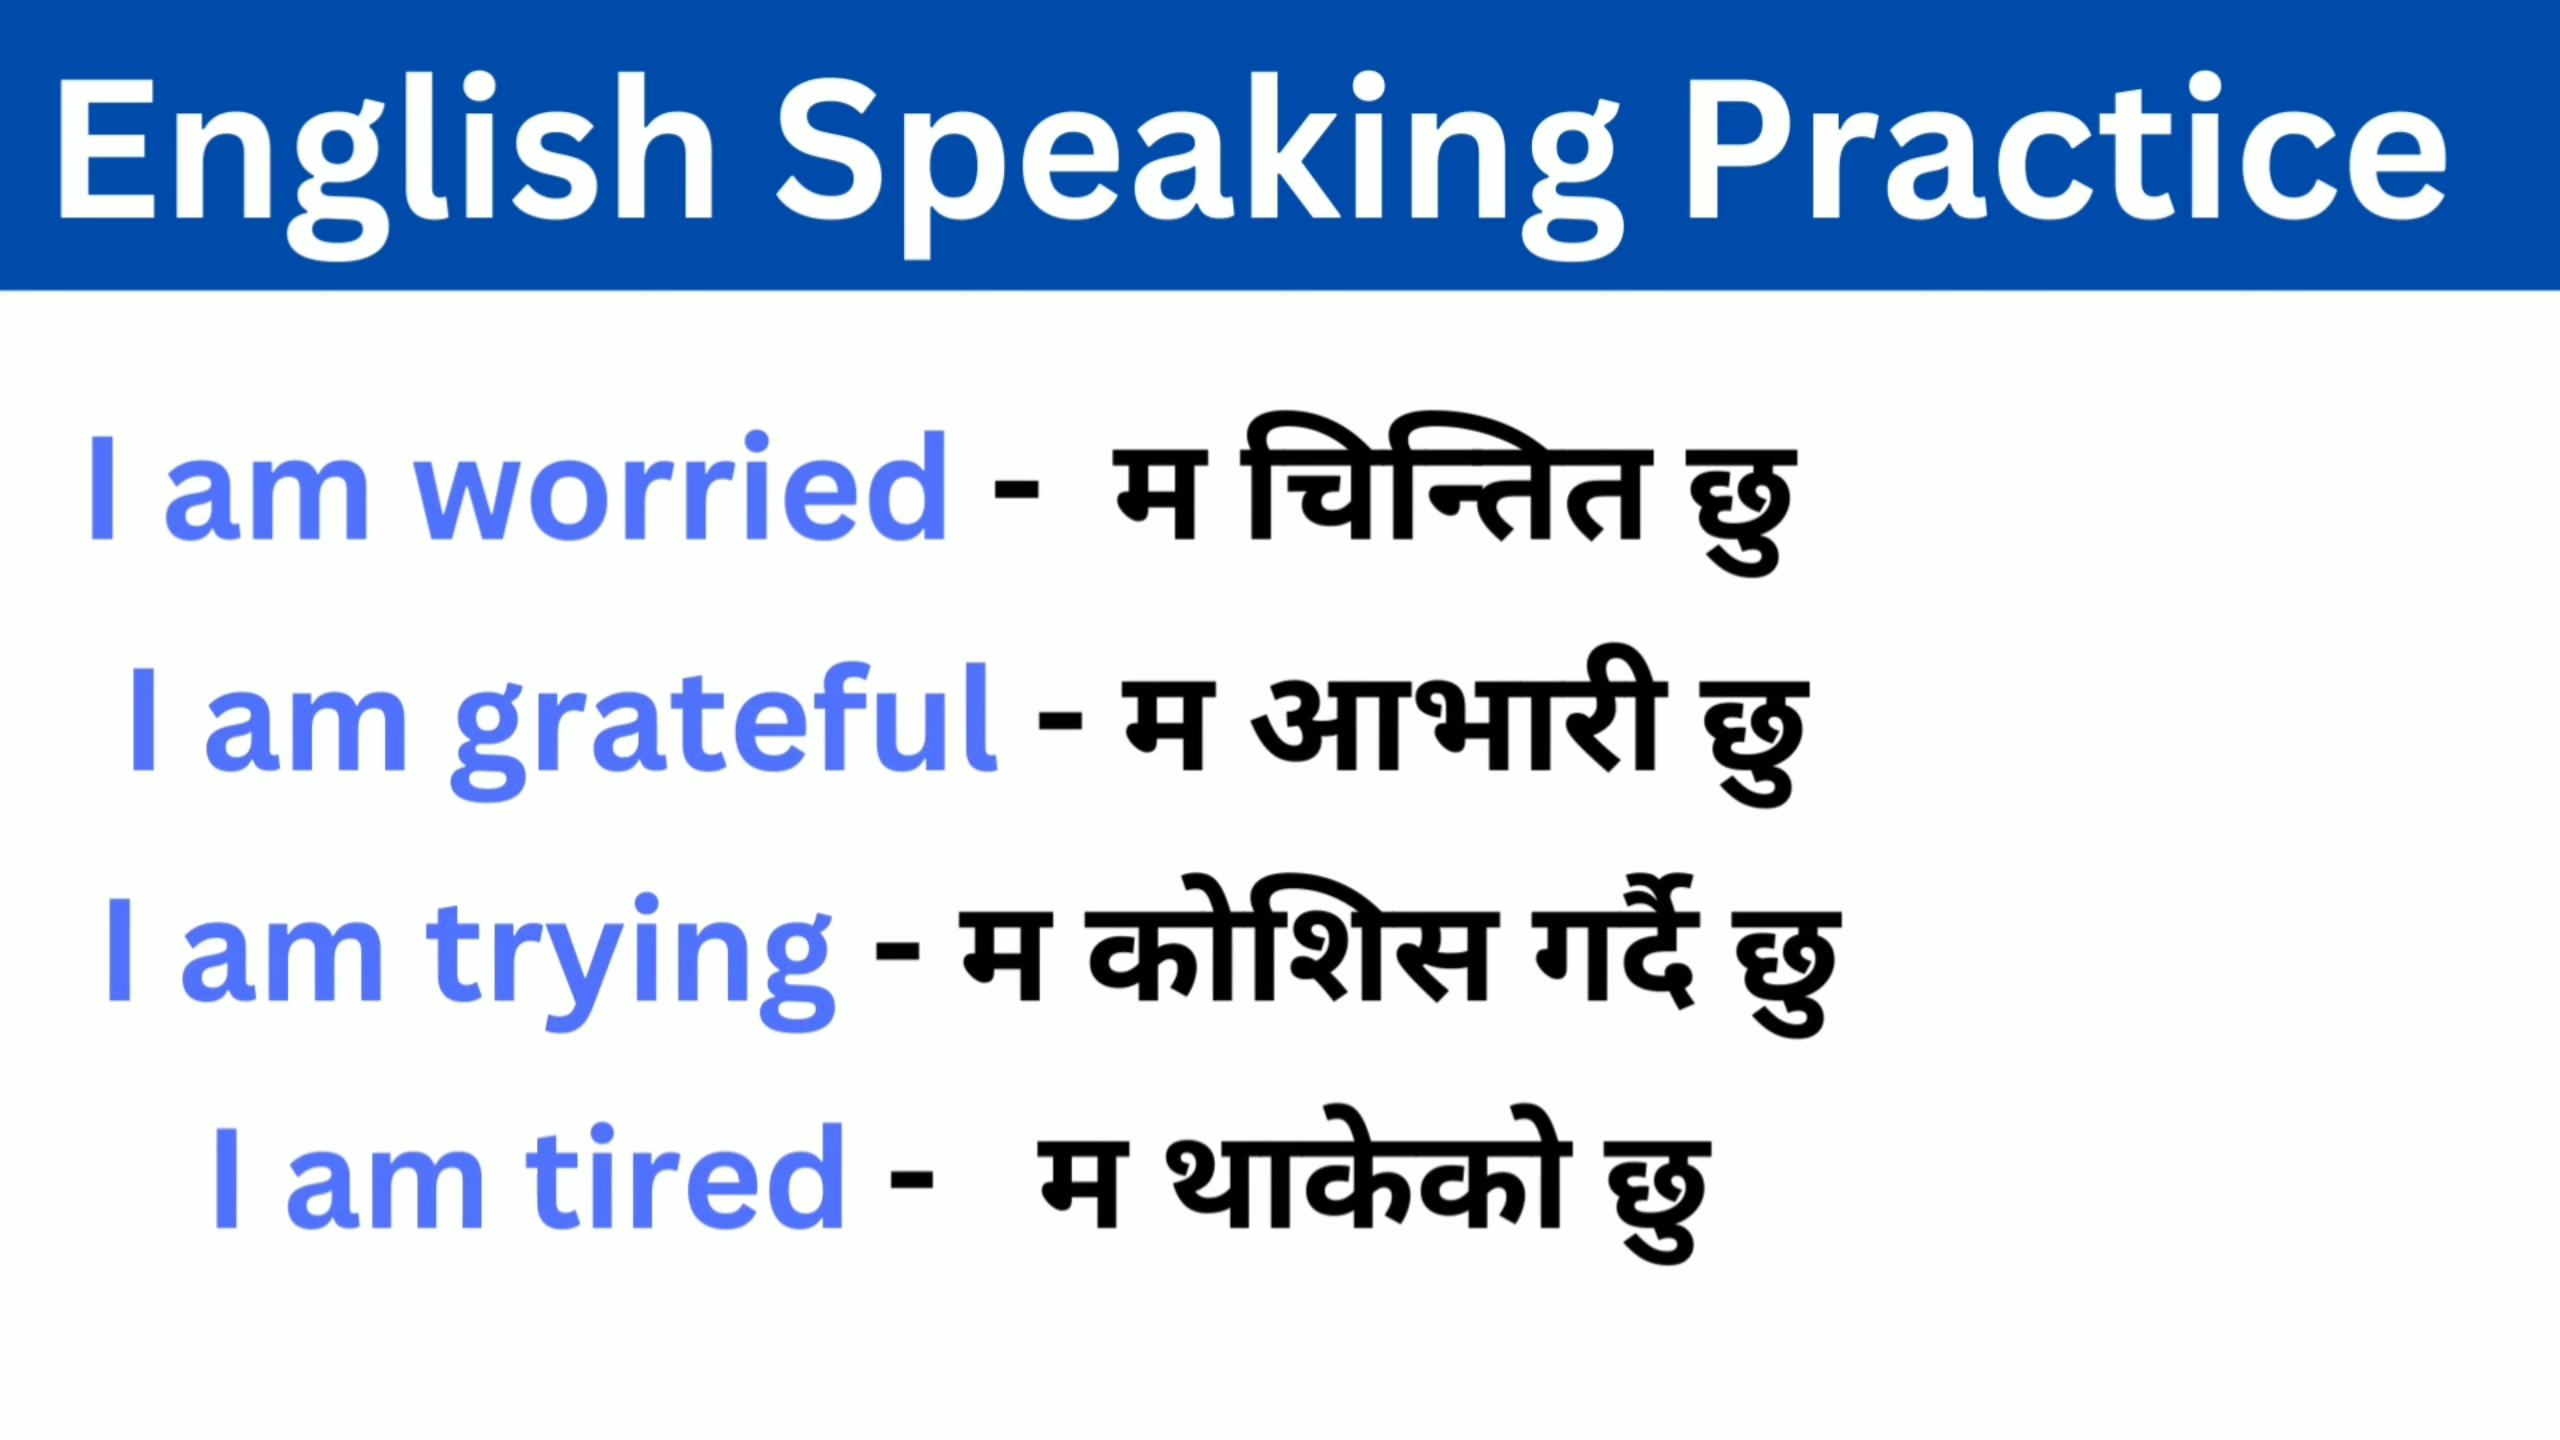 English Speaking Practice
I am worried - म चिन्तित छु
I am grateful - म आभारी छु
I am trying - म कोशिस गर्दै छु
I am tired - म थाकेको छु